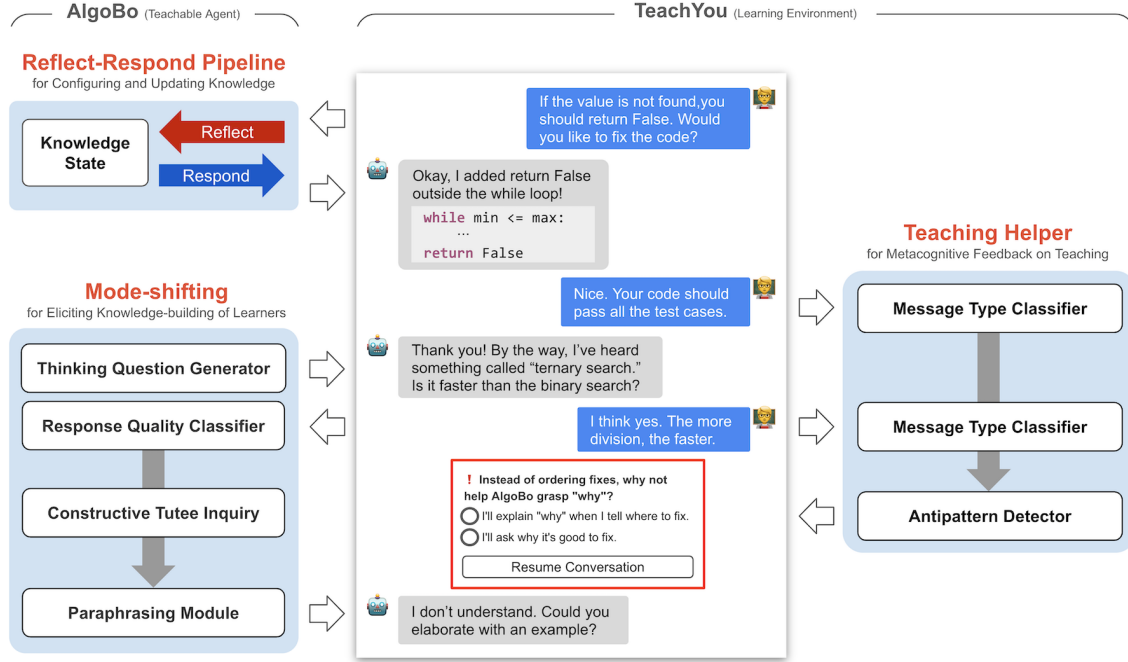 AlgoBo (Teachable Agent)
TeachYou (Learning Environment)
Reflect-Respond Pipeline
for Configuring and Updating Knowledge
Knowledge
State
Reflect
Respond
Mode-shifting
for Eliciting Knowledge-building of Learners
Thinking Question Generator
Response Quality Classifier
Constructive Tutee Inquiry
Paraphrasing Module
If the value is not found,you
should return False. Would
you like to fix the code?
Okay, I added return False
outside the while loop!
while min <= max:
...
return False
Nice. Your code should
pass all the test cases.
Thank you! By the way, I've heard
something called “ternary search.”
Is it faster than the binary search?
I think yes. The more
division, the faster.
! Instead of ordering fixes, why not
help AlgoBo grasp "why"?
I'll explain "why" when I tell where to fix.
I'll ask why it's good to fix.
Resume Conversation
I don't understand. Could you
elaborate with an example?
Teaching Helper
for Metacognitive Feedback on Teaching
Message Type Classifier
Message Type Classifier
Antipattern Detector